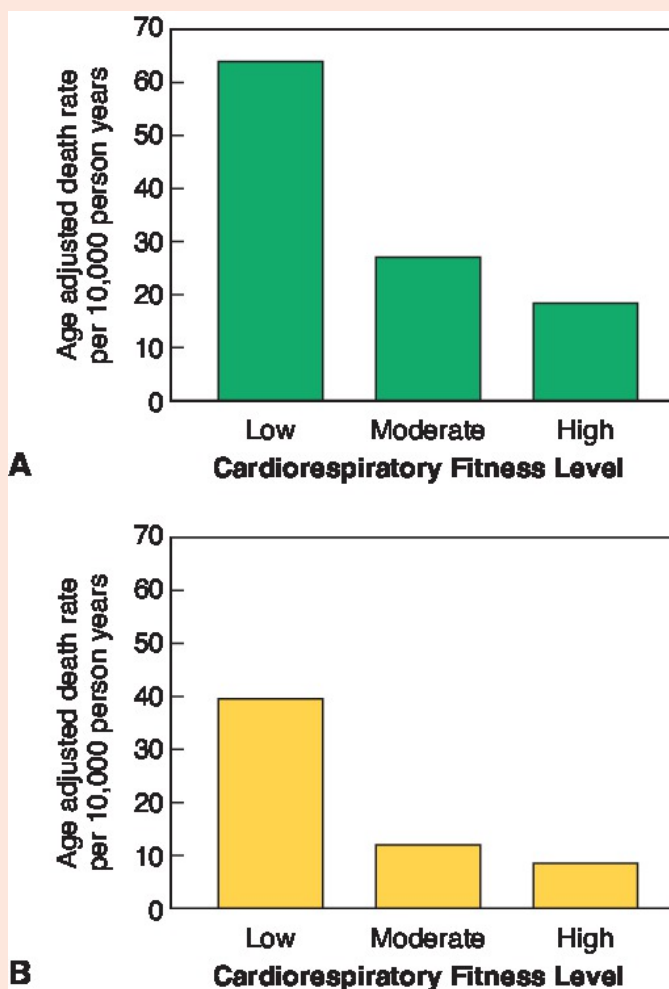 70
60
50
40
30
20
10
0
Age adjusted death rate
per 10,000 person years
Low Moderate High
A
Cardiorespiratory Fitness Level
70
60
50
40
30
20
10
0
Age adjusted death rate
per 10,000 person years
Low Moderate High
B
Cardiorespiratory Fitness Level